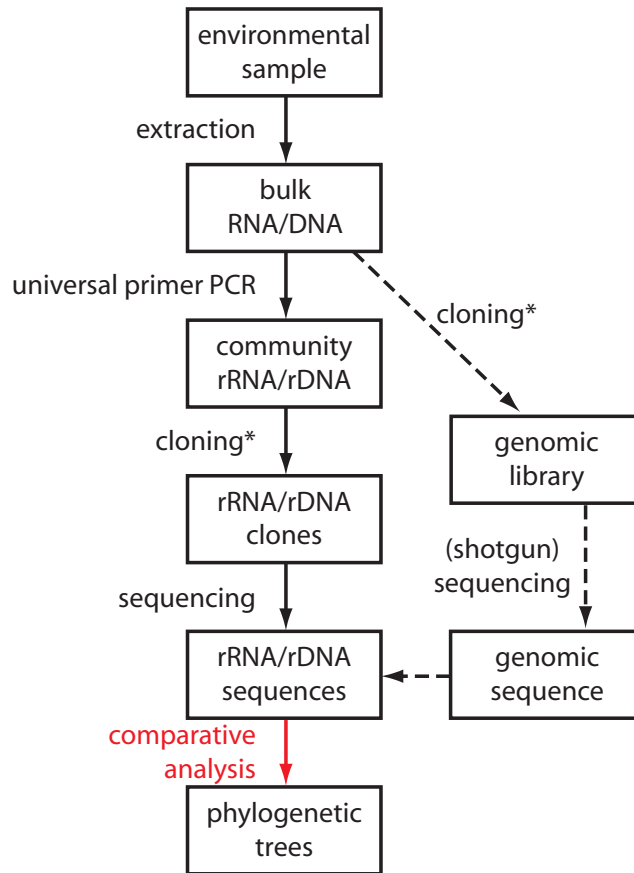 environmental
sample
extraction
bulk
RNA/DNA
universal primer PCR
cloning*
community
rRNA/rDNA
cloning*
genomic
library
rRNA/rDNA
clones
(shotgun)
sequencing
sequencing
rRNA/rDNA
sequences
genomic
sequence
comparative
analysis
phylogenetic
trees